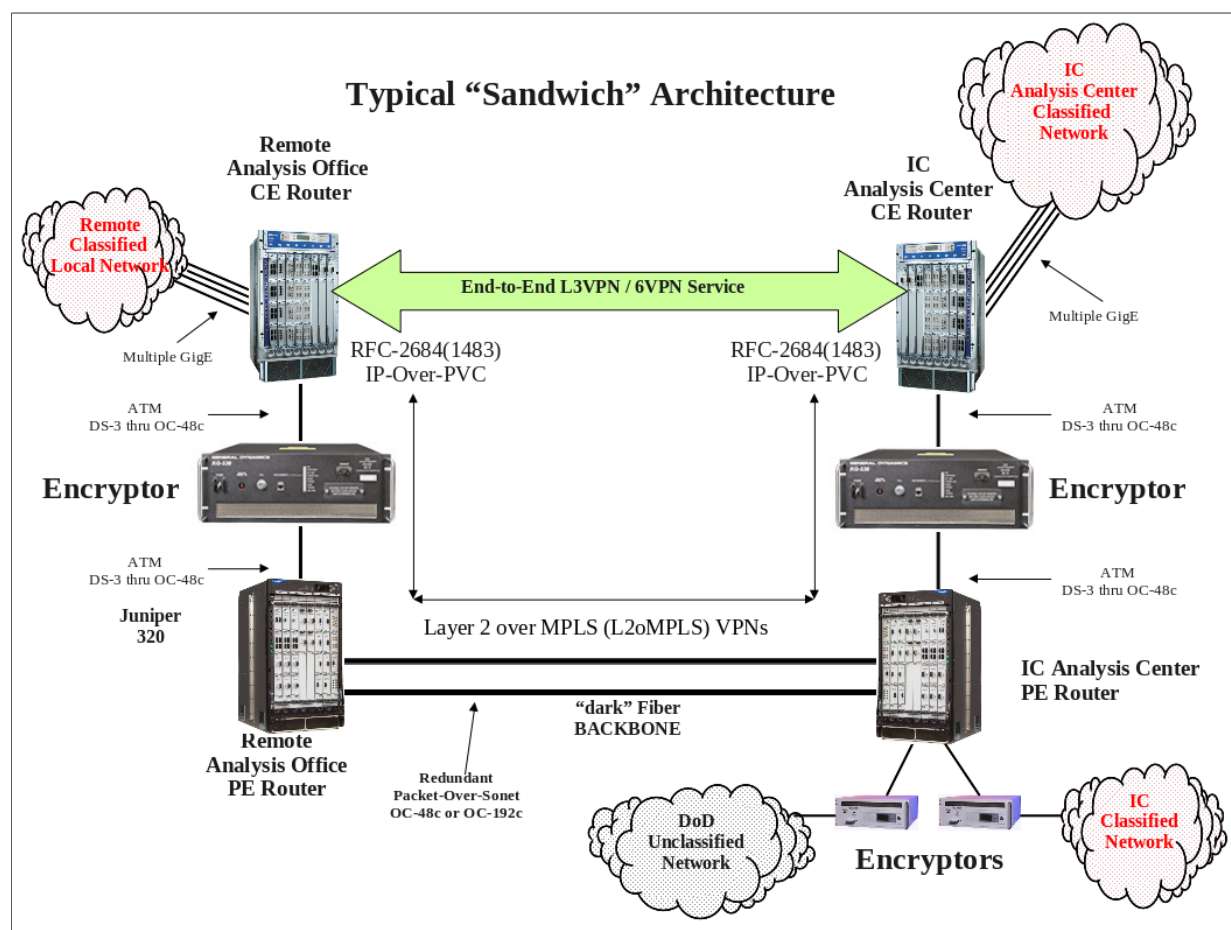 Typical “Sandwich” Architecture
IC
Analysis Center
Classified
Network
Remote
Analysis Office
CE Router
IC
Analysis Center
CE Router
Remote
Classified
Local Network
End-to-End L3VPN / 6VPN Service
Multiple GigE
Multiple GigE
RFC-2684(1483)
IP-Over-PVC
RFC-2684(1483)
IP-Over-PVC
ATM
DS-3 thru OC-48c
ATM
DS-3 thru OC-48c
GENERAL DYNAMICS
Encryptor
GENERAL DYNAMICS
Encryptor
ATM
DS-3 thru OC-48c
ATM
DS-3 thru OC-48c
Juniper
320
Layer 2 over MPLS (L2oMPLS) VPNs
IC Analysis Center
PE Router
“dark” Fiber
BACKBONE
Remote
Analysis Office
PE Router
Redundant
Packet-Over-Sonet
OC-48c or OC-192c
DoD
Unclassified
Network
IC
Classified
Network
Encryptors